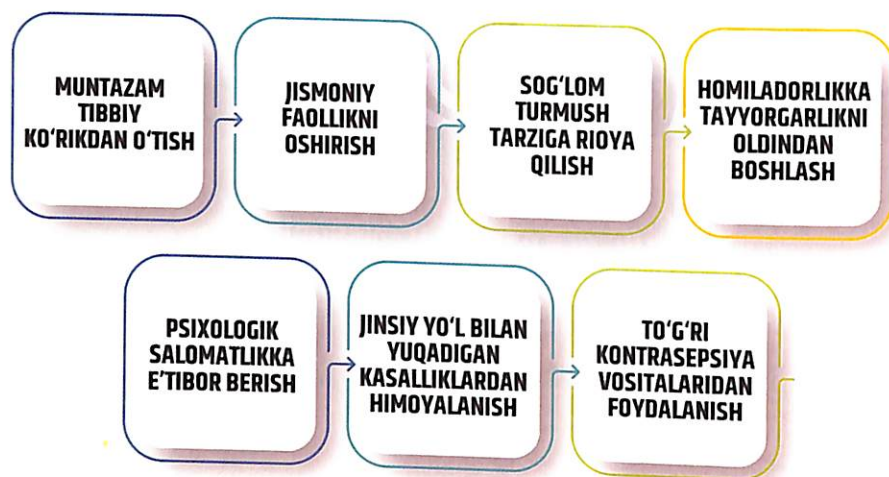 MUNTAZAM
TIBBIY
KO‘RIKDAN O‘TISH
JISMONIY
FAOLLIKNI
OSHIRISH
SOG‘LOM
TURMUSH
TARZIGA RIOYA
QILISH
HOMILADORLIKKA
TAYYORGARLIKNI
OLDINDAN
BOSHLASH
PSIXOLOGIK
SALOMATLIKKA
E’TIBOR BERISH
JINSIY YO‘L BILAN
YUQADIGAN
KASALLIKLARDAN
HIMOYALANISH
TO‘G‘RI
KONTRASEPSIYA
VOSITALARIDAN
FOYDALANISH